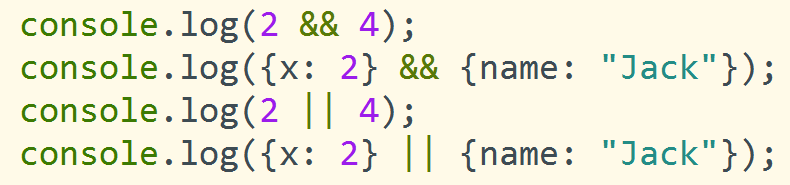 console.log(2 && 4);
console.log({x: 2} && {name: "Jack"});
console.log(2 || 4);
console.log({x: 2} || {name: "Jack"});